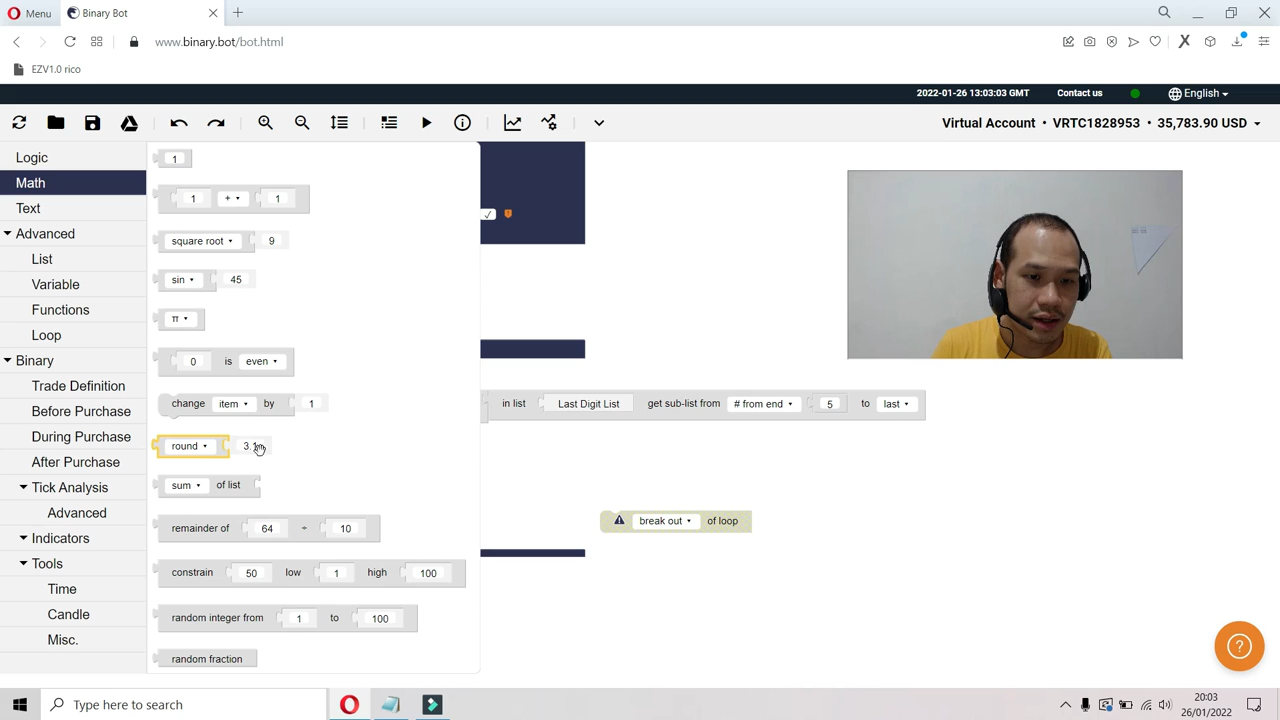 Menu
Binary Bot
www.binary.bot/bot.html
EZV1.0 rico
2022-01-26 13:03:03 GMT
Contact us
English
Virtual Account • VRTC1828953 • 35,783.90 USD
Logic
Math
Text
Advanced
List
Variable
Functions
Loop
Binary
Trade Definition
Before Purchase
During Purchase
After Purchase
Tick Analysis
Advanced
Indicators
Tools
Time
Candle
Misc.
1
1 + 1
square root 9
sin 45
π
0 is even
change item by 1
round 3.1
sum of list
remainder of 64 ÷ 10
constrain 50 low 1 high 100
random integer from 1 to 100
random fraction
in list Last Digit List get sub-list from # from end 5 to last
break out of loop
Type here to search
20:03
26/01/2022